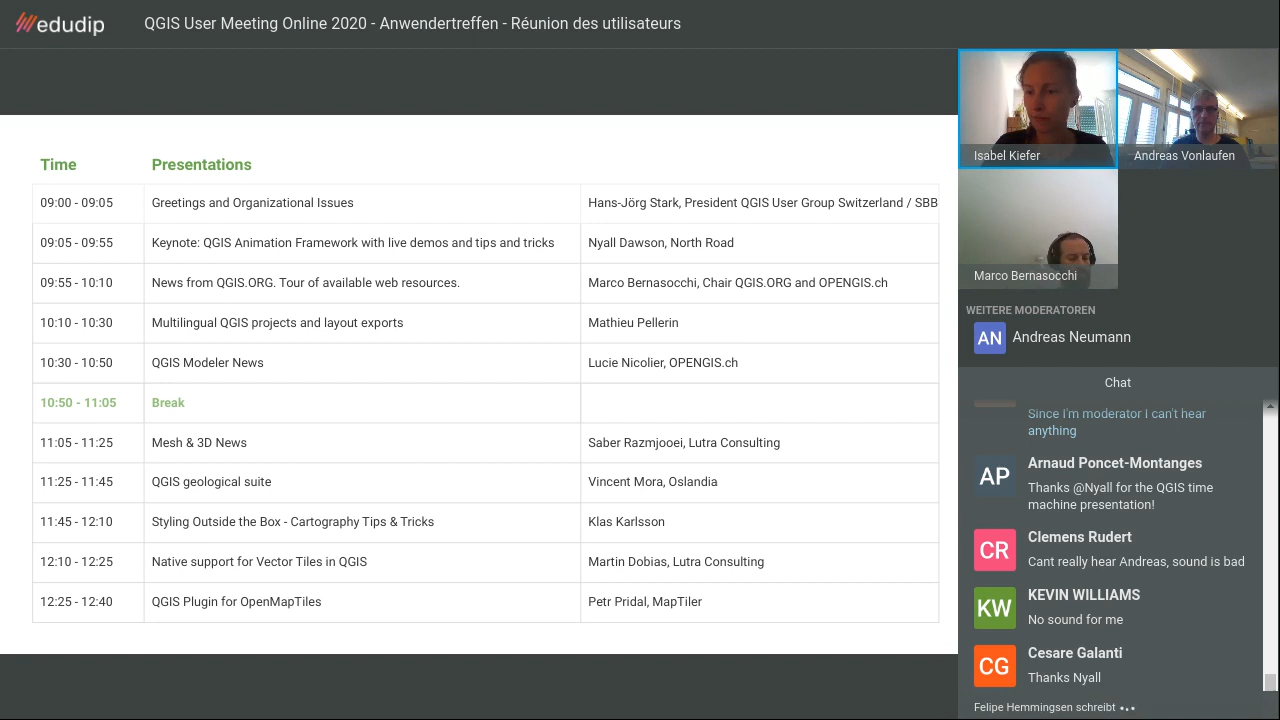 edudip
QGIS User Meeting Online 2020 - Anwendertreffen - Réunion des utilisateurs
Time Presentations
09:00 - 09:05 Greetings and Organizational Issues Hans-Jörg Stark, President QGIS User Group Switzerland / SBB
09:05 - 09:55 Keynote: QGIS Animation Framework with live demos and tips and tricks Nyall Dawson, North Road
09:55 - 10:10 News from QGIS.ORG. Tour of available web resources. Marco Bernasocchi, Chair QGIS.ORG and OPENGIS.ch
10:10 - 10:30 Multilingual QGIS projects and layout exports Mathieu Pellerin
10:30 - 10:50 QGIS Modeler News Lucie Nicolier, OPENGIS.ch
10:50 - 11:05 Break
11:05 - 11:25 Mesh & 3D News Saber Razmjooei, Lutra Consulting
11:25 - 11:45 QGIS geological suite Vincent Mora, Oslandia
11:45 - 12:10 Styling Outside the Box - Cartography Tips & Tricks Klas Karlsson
12:10 - 12:25 Native support for Vector Tiles in QGIS Martin Dobias, Lutra Consulting
12:25 - 12:40 QGIS Plugin for OpenMapTiles Petr Pridal, MapTiler
Isabel Kiefer
Andreas Vonlaufen
Marco Bernasocchi
WEITERE MODERATOREN
AN Andreas Neumann
Chat
Since I'm moderator I can't hear
anything
AP Arnaud Poncet-Montanges
Thanks @Nyall for the QGIS time
machine presentation!
CR Clemens Rudert
Cant really hear Andreas, sound is bad
KW KEVIN WILLIAMS
No sound for me
CG Cesare Galanti
Thanks Nyall
Felipe Hemmingsen schreibt